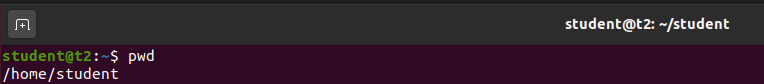 student@t2: ~/student
student@t2:~$ pwd
/home/student